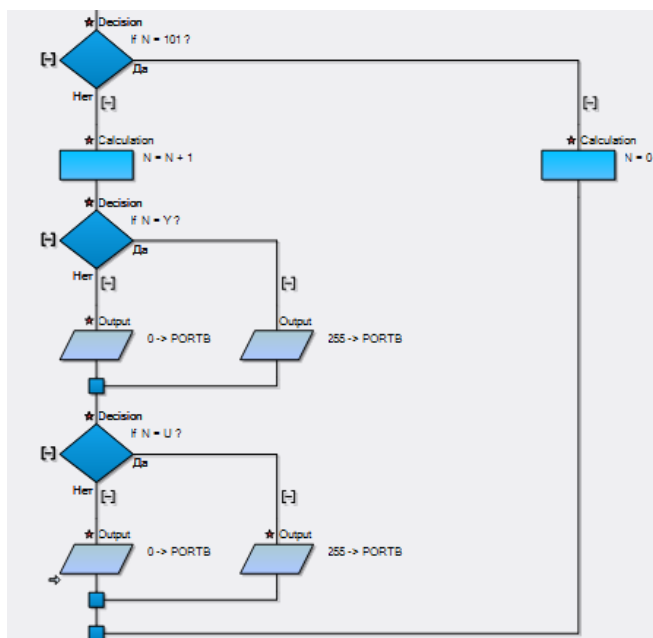 Decision
If N = 101 ?
[-]
Да
Нет
[-]
[-]
Calculation
N = N + 1
Calculation
N = 0
Decision
If N = Y ?
[-]
Да
Нет
[-]
[-]
Output
0 -> PORTB
Output
255 -> PORTB
Decision
If N = U ?
[-]
Да
Нет
[-]
[-]
Output
0 -> PORTB
Output
255 -> PORTB